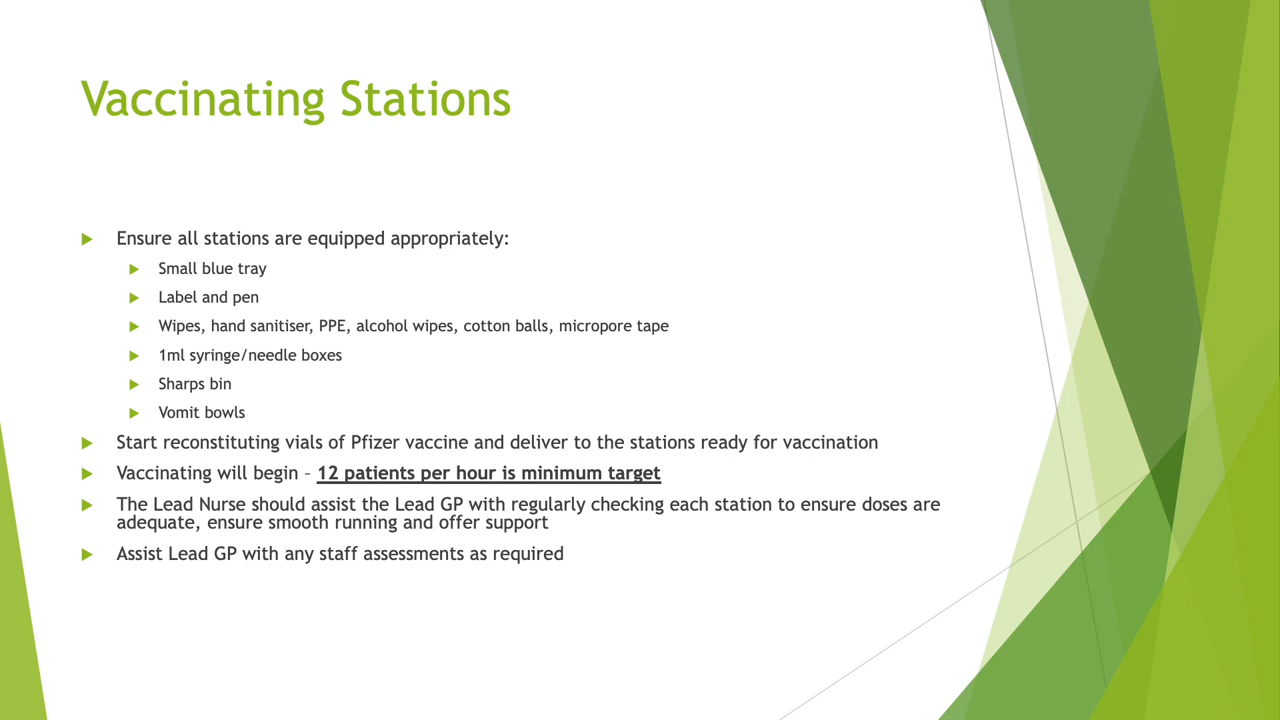 Vaccinating Stations
Ensure all stations are equipped appropriately:
Small blue tray
Label and pen
Wipes, hand sanitiser, PPE, alcohol wipes, cotton balls, micropore tape
1ml syringe/needle boxes
Sharps bin
Vomit bowls
Start reconstituting vials of Pfizer vaccine and deliver to the stations ready for vaccination
Vaccinating will begin – 12 patients per hour is minimum target
The Lead Nurse should assist the Lead GP with regularly checking each station to ensure doses are
adequate, ensure smooth running and offer support
Assist Lead GP with any staff assessments as required